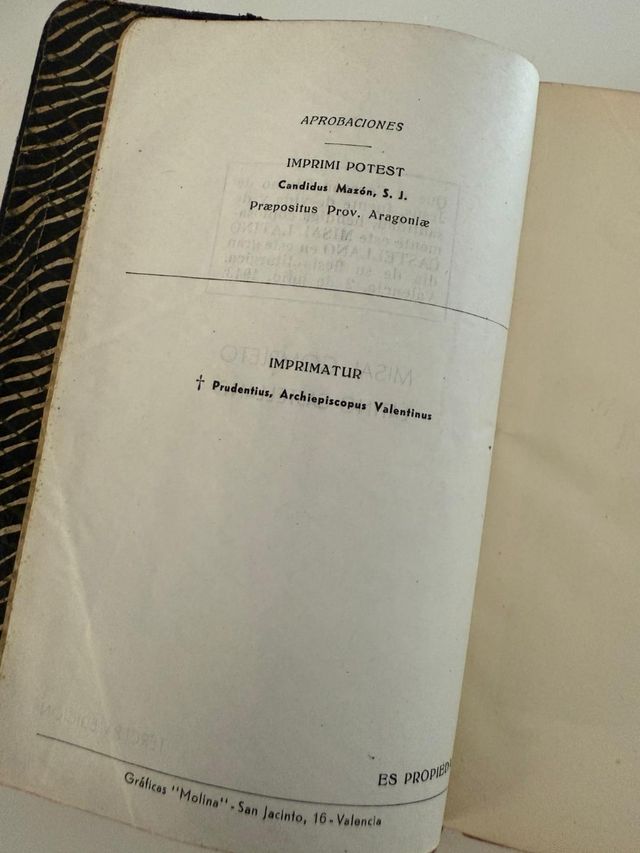 APROBACIONES
IMPRIMI POTEST
Candidus Mazón, S. J.
Præpositus Prov. Aragoniæ
IMPRIMATUR
† Prudentius, Archiepiscopus Valentinus
ES PROPIED
Gráficas "Molina" - San Jacinto, 16 - Valencia